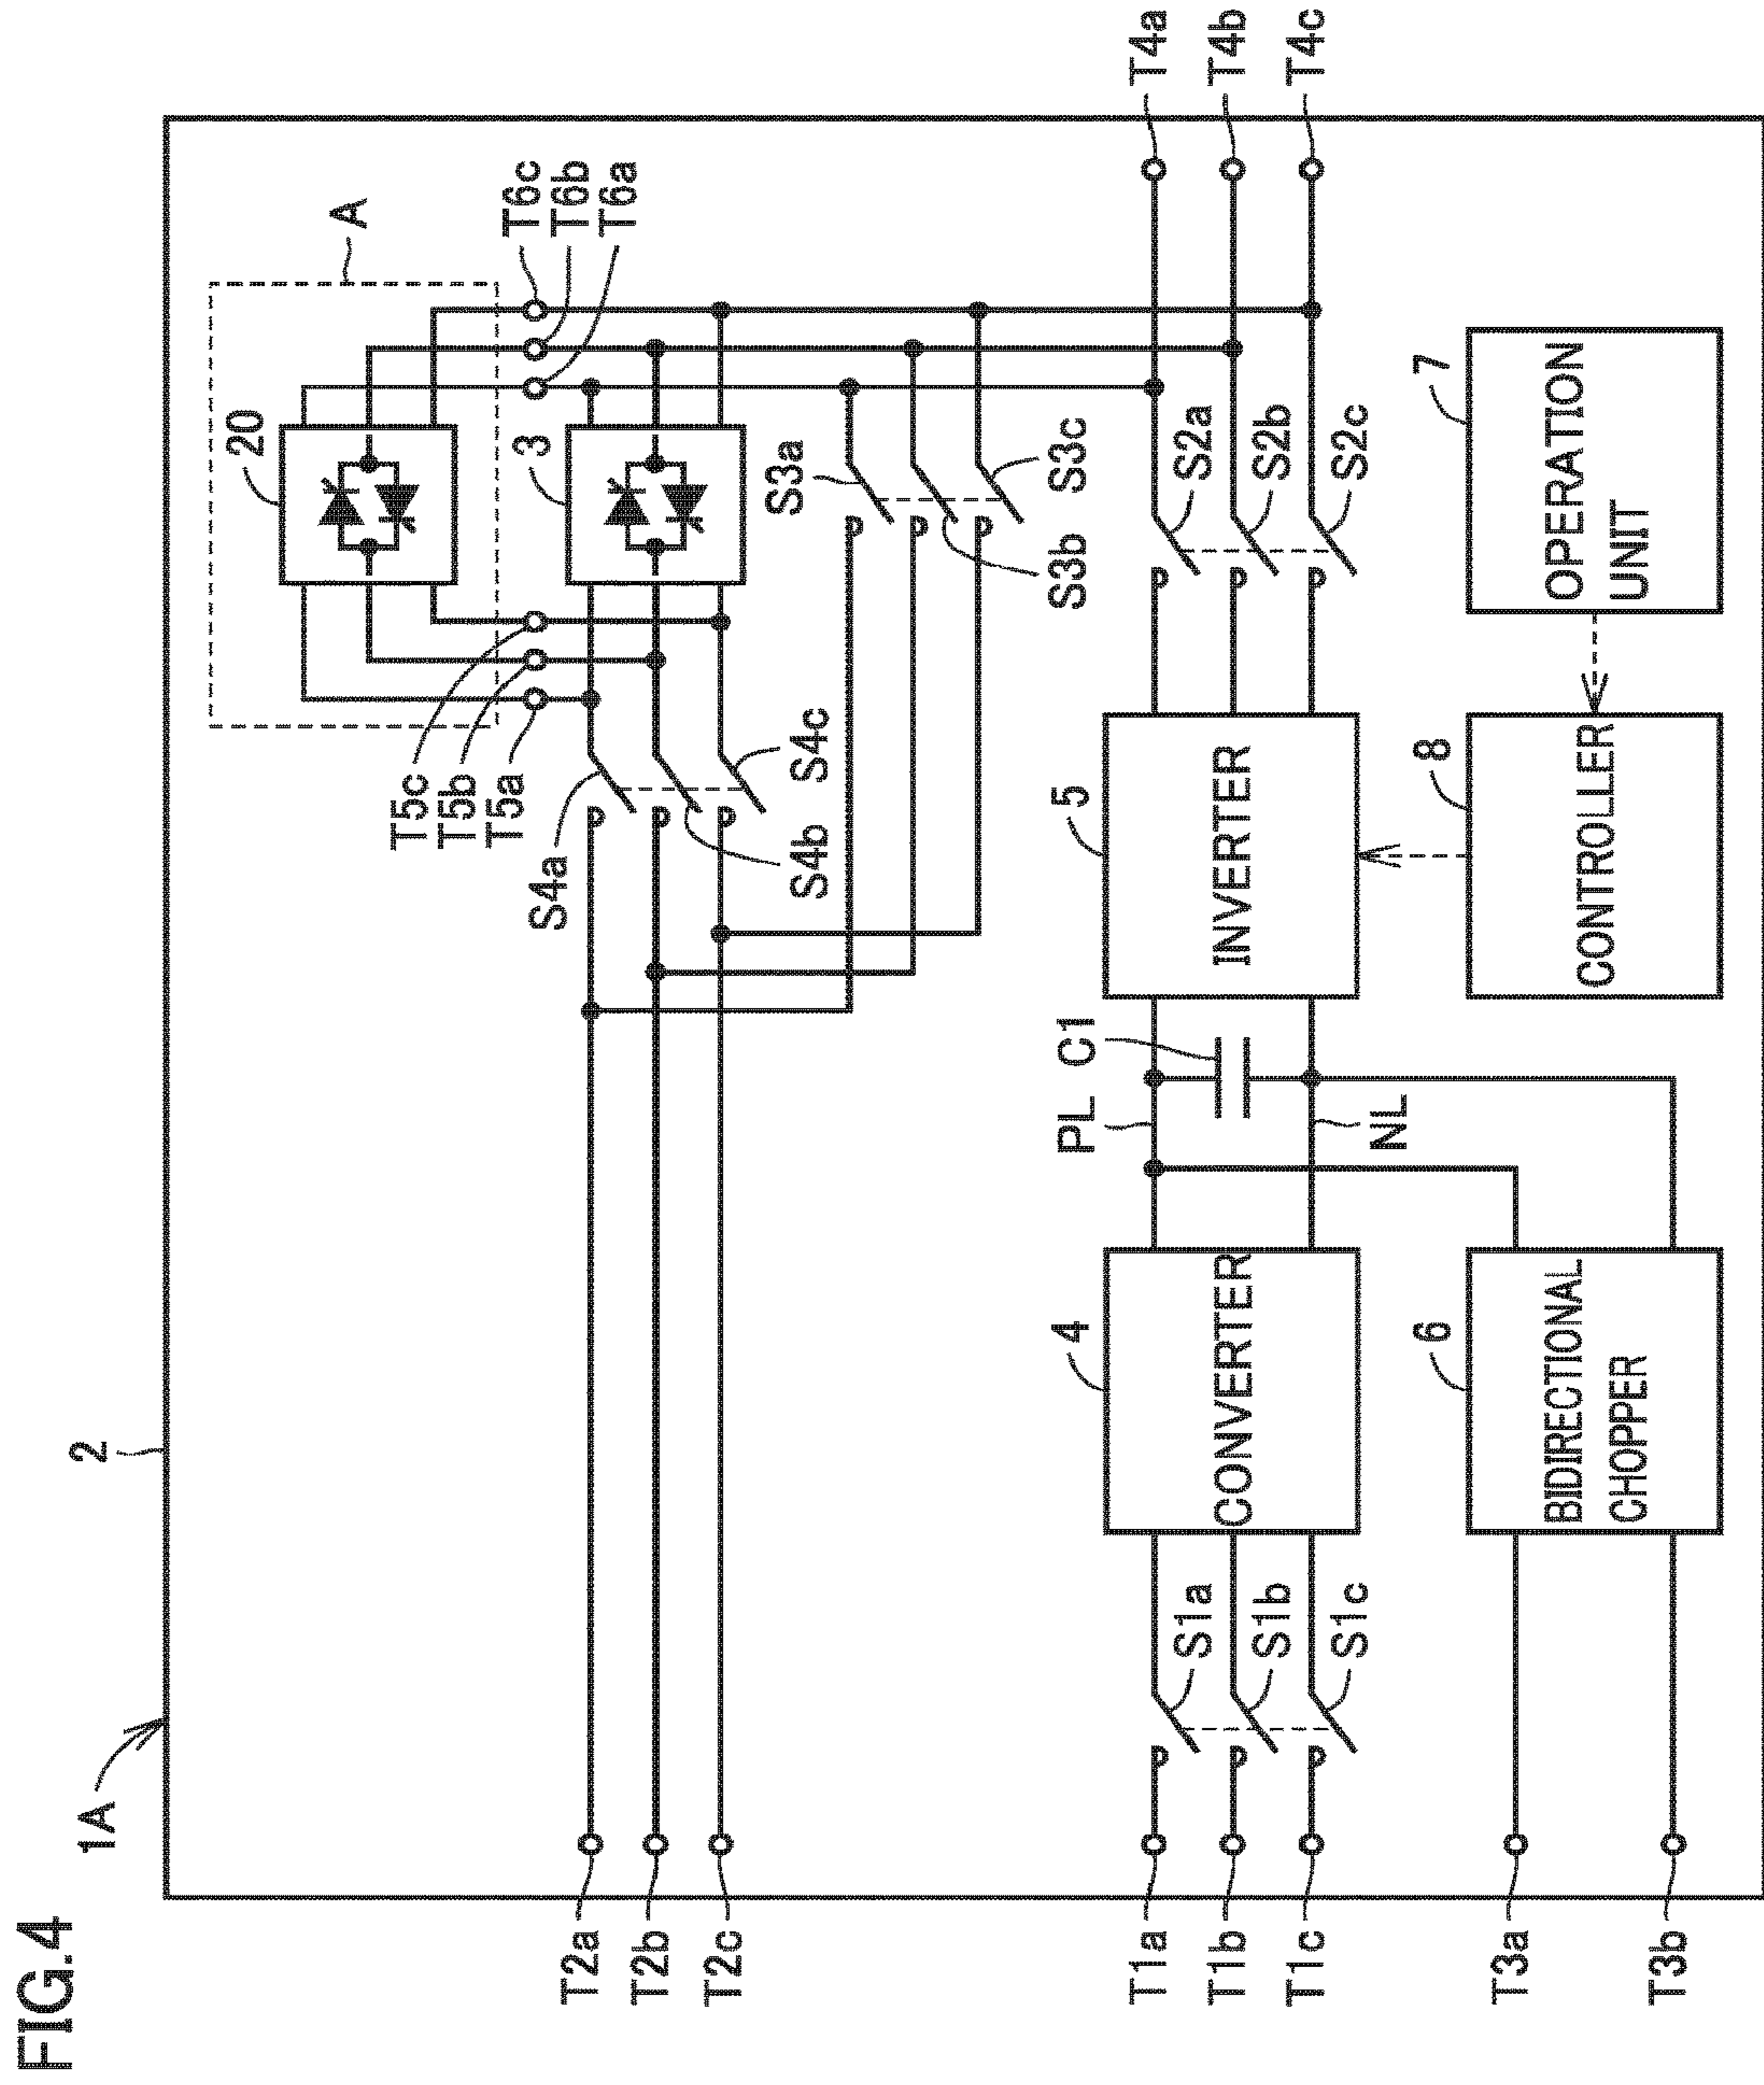 FIG.4
1A
2
A
20
T6c
T6b
T6a
3
T5c
T5b
T5a
S4a
S4b
S4c
S3a
S3b
S3c
T2a
T2b
T2c
T4a
T4b
T4c
S2a
S2b
S2c
4
CONVERTER
PL
C1
NL
5
INVERTER
S1a
S1b
S1c
T1a
T1b
T1c
6
BIDIRECTIONAL
CHOPPER
8
CONTROLLER
7
OPERATION
UNIT
T3a
T3b